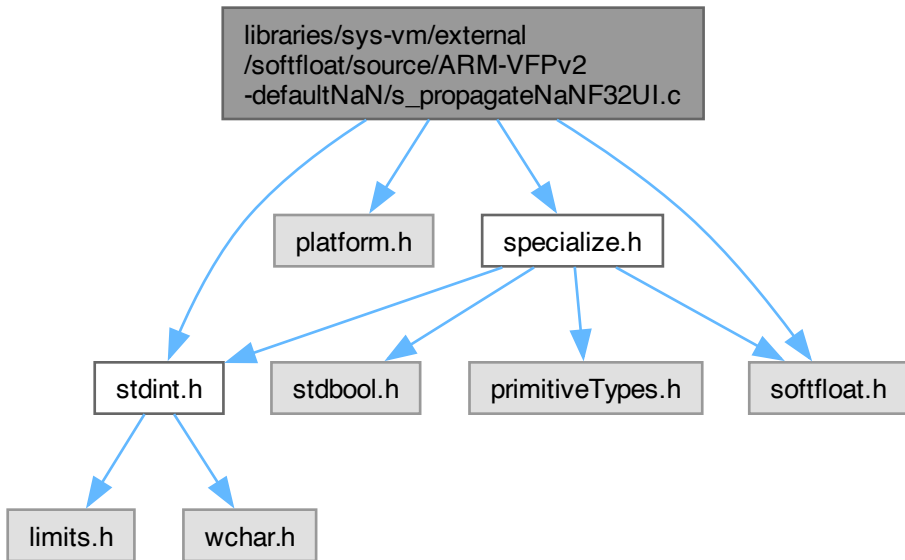 libraries/sys-vm/external
/softfloat/source/ARM-VFPv2
-defaultNaN/s_propagateNaNF32UI.c
platform.h
specialize.h
stdint.h
stdbool.h
primitiveTypes.h
softfloat.h
limits.h
wchar.h